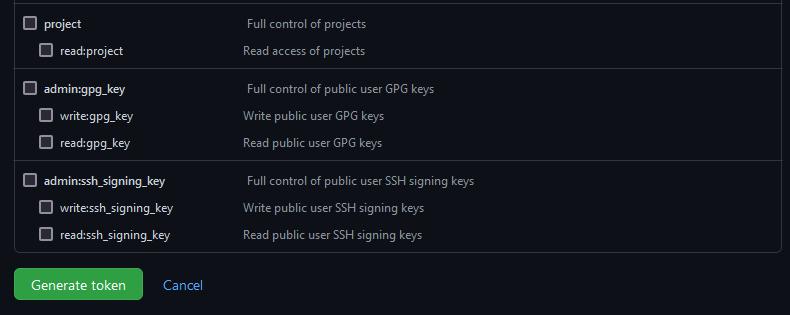 project Full control of projects
read:project Read access of projects
admin:gpg_key Full control of public user GPG keys
write:gpg_key Write public user GPG keys
read:gpg_key Read public user GPG keys
admin:ssh_signing_key Full control of public user SSH signing keys
write:ssh_signing_key Write public user SSH signing keys
read:ssh_signing_key Read public user SSH signing keys
Generate token Cancel